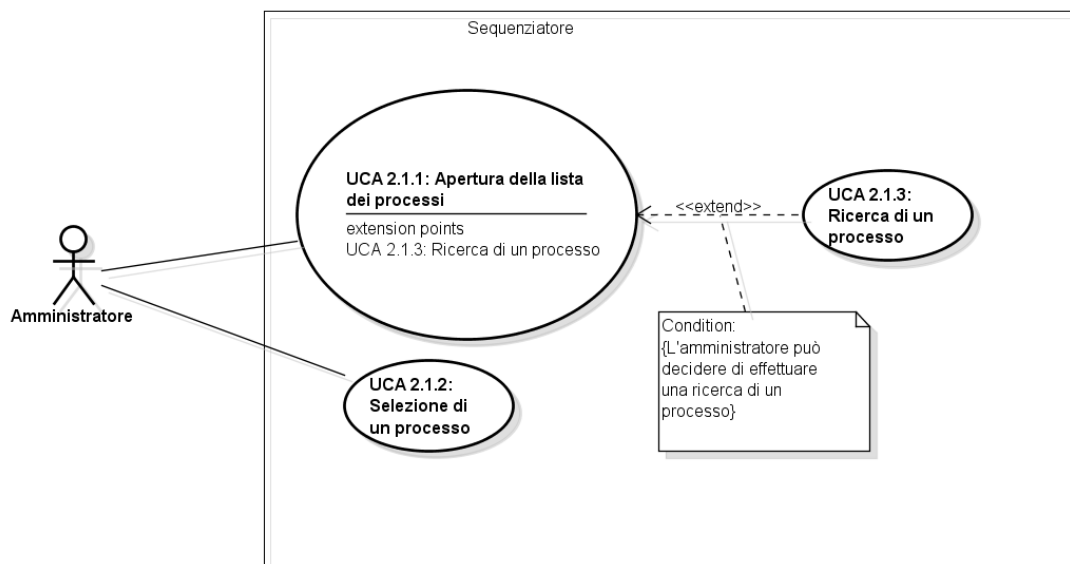 Sequenziatore
UCA 2.1.1: Apertura della lista
dei processi
extension points
UCA 2.1.3: Ricerca di un processo
<<extend>>
UCA 2.1.3:
Ricerca di un
processo
Amministratore
Condition:
{L'amministratore può
decidere di effettuare
una ricerca di un
processo}
UCA 2.1.2:
Selezione di
un processo